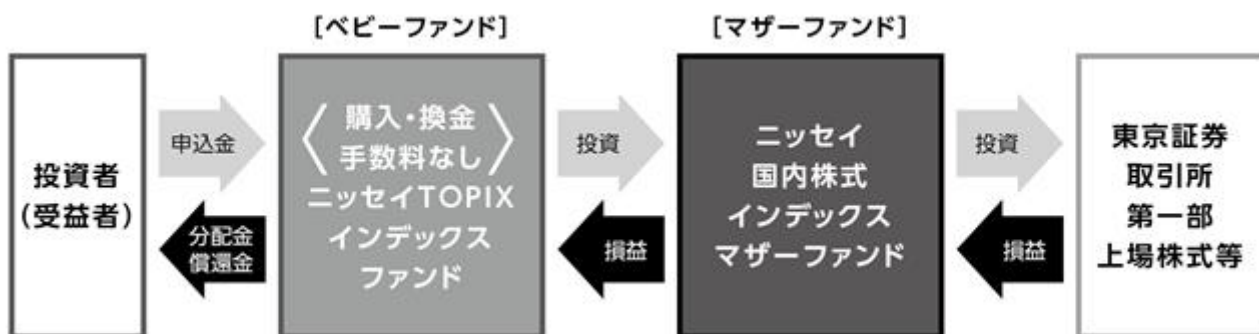 [ベビーファンド]
[マザーファンド]
投資者
(受益者)
申込金
分配金
償還金
〈購入・換金
手数料なし〉
ニッセイTOPIX
インデックス
ファンド
投資
損益
ニッセイ
国内株式
インデックス
マザーファンド
投資
損益
東京証券
取引所
第一部
上場株式等